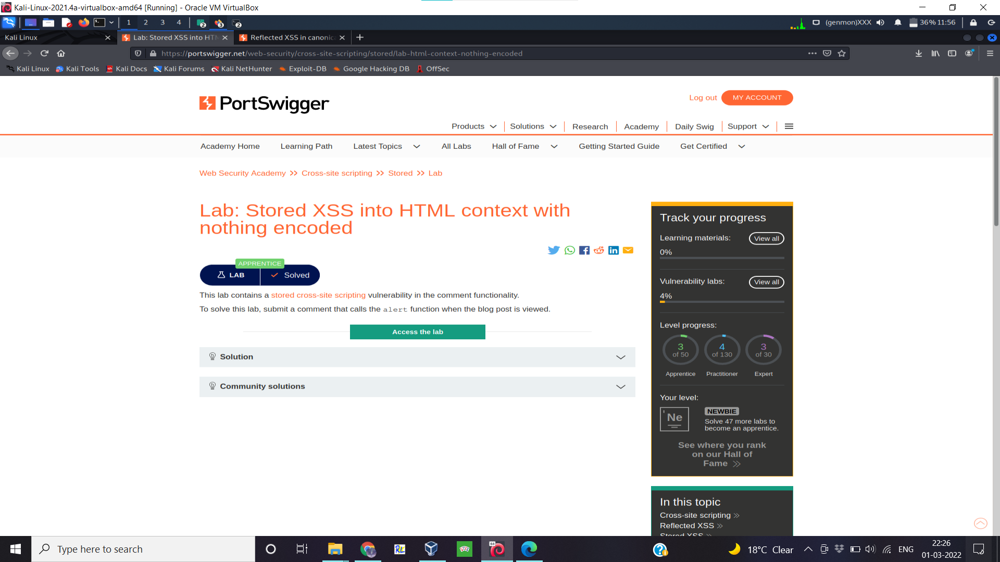 Kali-Linux-2021.4a-virtualbox-amd64 [Running] - Oracle VM VirtualBox
1 2 3 4 2 3 2 (genmon)XXX 36% 11:56
Kali Linux Lab: Stored XSS into HTM Reflected XSS in canonica
https://portswigger.net/web-security/cross-site-scripting/stored/lab-html-context-nothing-encoded
Kali Linux Kali Tools Kali Docs Kali Forums Kali NetHunter Exploit-DB Google Hacking DB OffSec
PortSwigger
Log out MY ACCOUNT
Products Solutions Research Academy Daily Swig Support
Academy Home Learning Path Latest Topics All Labs Hall of Fame Getting Started Guide Get Certified
Web Security Academy >> Cross-site scripting >> Stored >> Lab
Lab: Stored XSS into HTML context with
nothing encoded
APPRENTICE
LAB Solved
This lab contains a stored cross-site scripting vulnerability in the comment functionality.
To solve this lab, submit a comment that calls the alert function when the blog post is viewed.
Access the lab
Solution
Community solutions
Track your progress
Learning materials: View all
0%
Vulnerability labs: View all
4%
Level progress:
3 4 3
of 50 of 130 of 30
Apprentice Practitioner Expert
Your level:
Ne NEWBIE
Solve 47 more labs to
become an apprentice.
See where you rank
on our Hall of
Fame >>
In this topic
Cross-site scripting >>
Reflected XSS >>
Stored XSS >>
Type here to search
RL
64
18°C Clear
ENG
22:26
01-03-2022